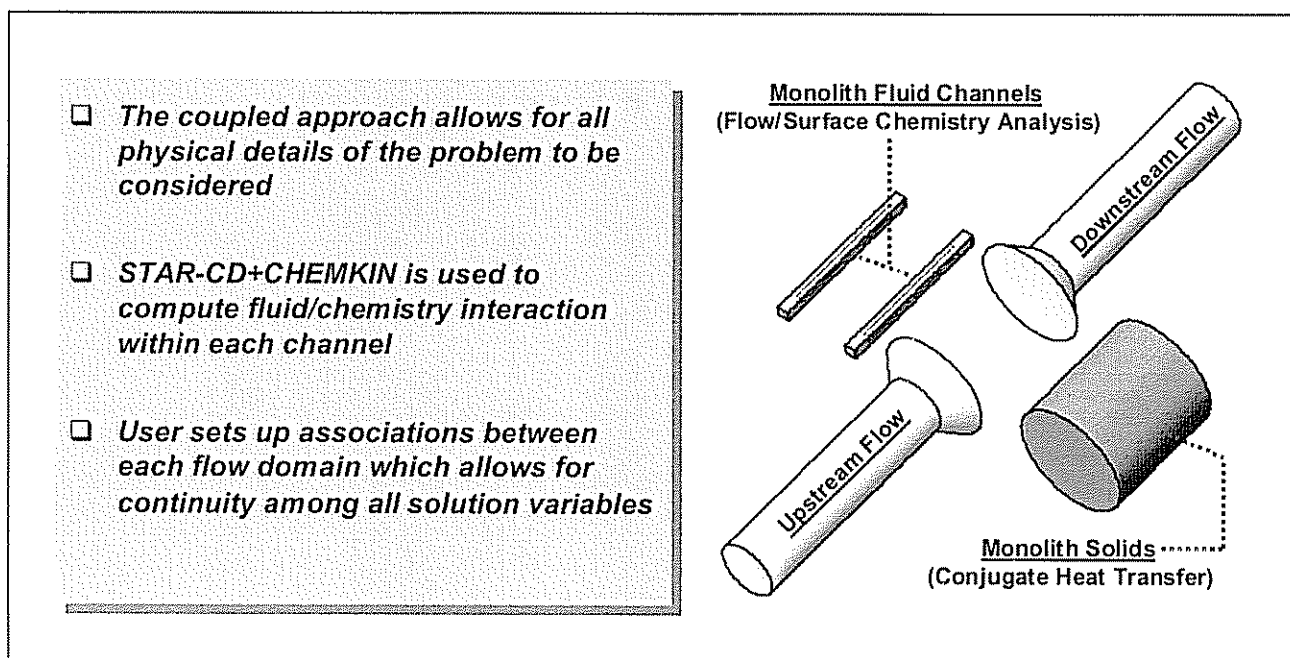 ❑ The coupled approach allows for all
physical details of the problem to be
considered
❑ STAR-CD+CHEMKIN is used to
compute fluid/chemistry interaction
within each channel
❑ User sets up associations between
each flow domain which allows for
continuity among all solution variables
Monolith Fluid Channels
(Flow/Surface Chemistry Analysis)
Downstream Flow
Upstream Flow
Monolith Solids
(Conjugate Heat Transfer)